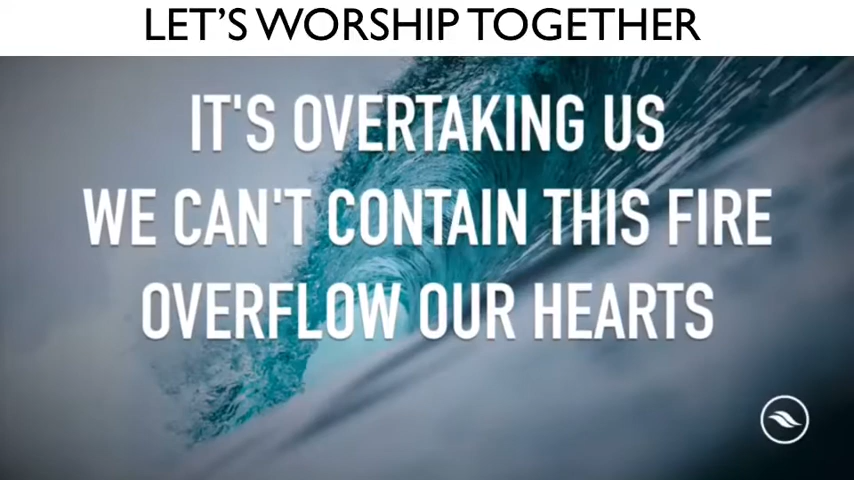 LET’S WORSHIP TOGETHER
IT'S OVERTAKING US
WE CAN'T CONTAIN THIS FIRE
OVERFLOW OUR HEARTS